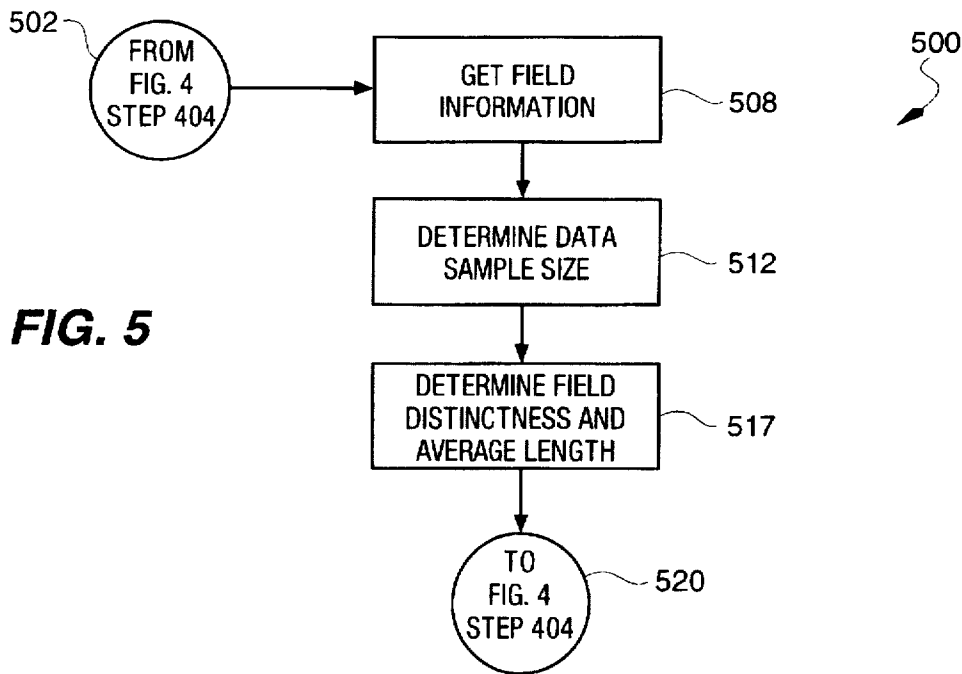 502
FROM
FIG. 4
STEP 404
GET FIELD
INFORMATION
508
500
DETERMINE DATA
SAMPLE SIZE
512
FIG. 5
DETERMINE FIELD
DISTINCTNESS AND
AVERAGE LENGTH
517
TO
FIG. 4
STEP 404
520